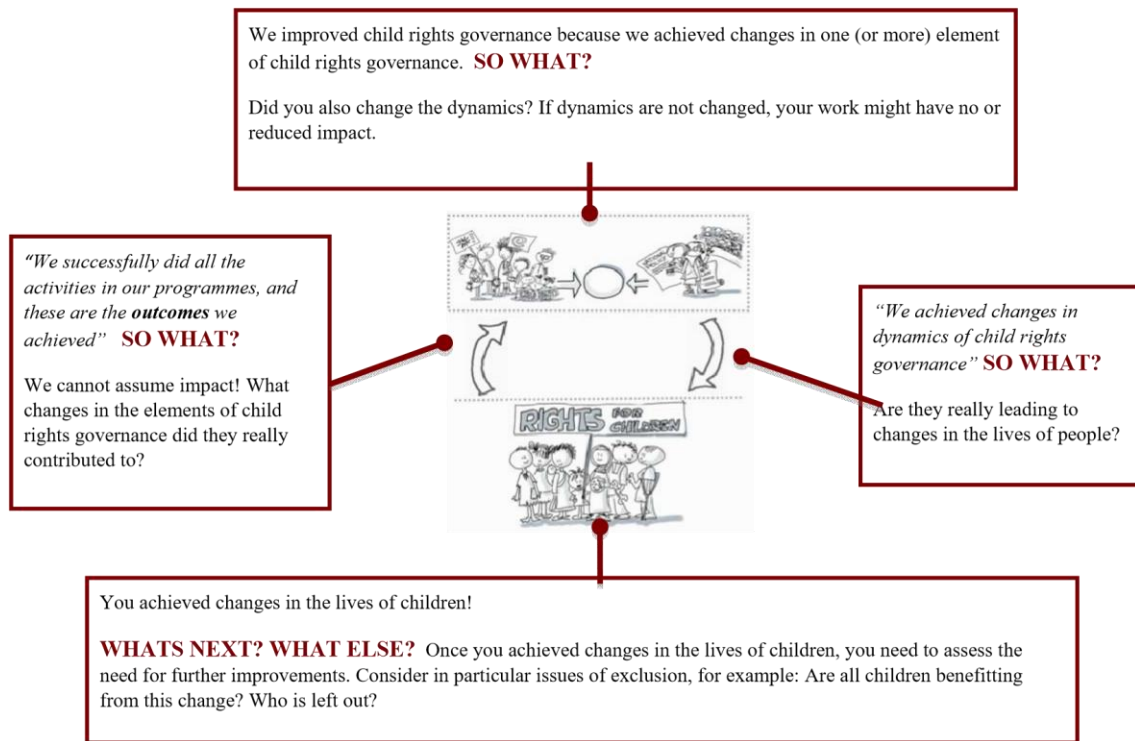 We improved child rights governance because we achieved changes in one (or more) element
of child rights governance. SO WHAT?
Did you also change the dynamics? If dynamics are not changed, your work might have no or
reduced impact.
"We successfully did all the
activities in our programmes, and
these are the outcomes we
achieved" SO WHAT?
We cannot assume impact! What
changes in the elements of child
rights governance did they really
contributed to?
"We achieved changes in
dynamics of child rights
governance" SO WHAT?
Are they really leading to
changes in the lives of people?
RIGHTS FOR
CHILDREN
You achieved changes in the lives of children!
WHATS NEXT? WHAT ELSE? Once you achieved changes in the lives of children, you need to assess the
need for further improvements. Consider in particular issues of exclusion, for example: Are all children benefitting
from this change? Who is left out?